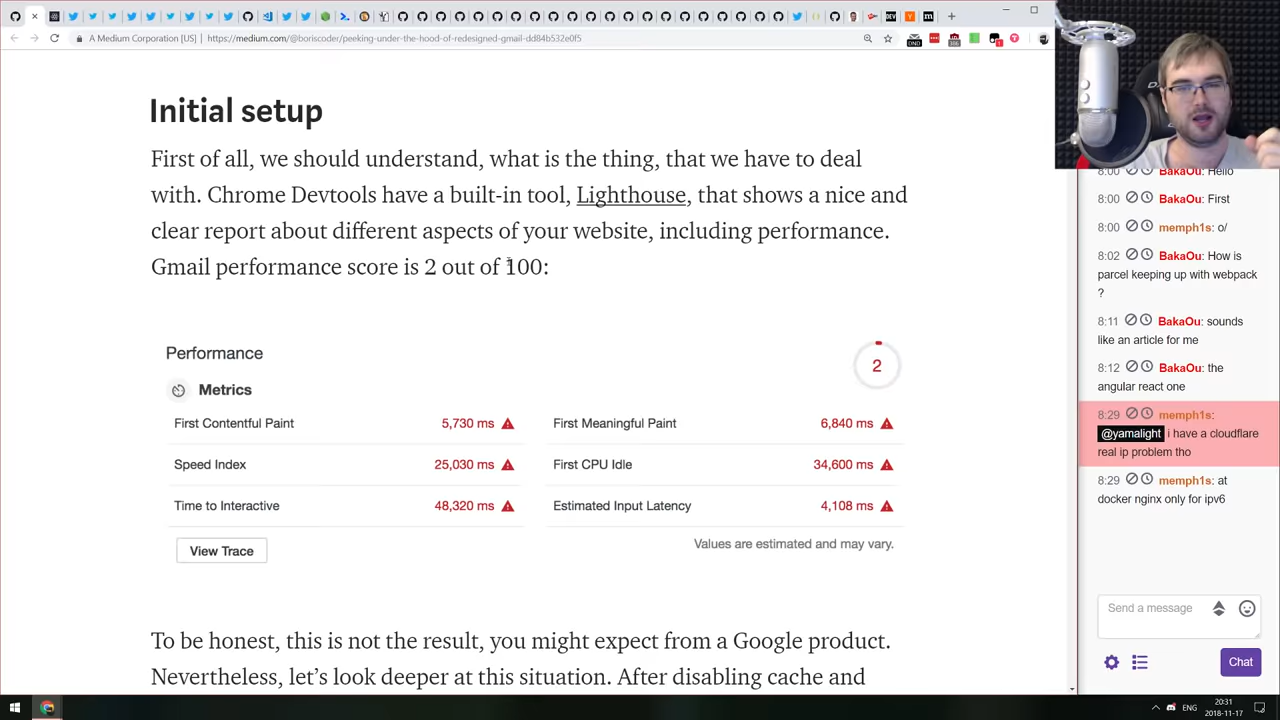 A Medium Corporation [US]
https://medium.com/@boriscoder/peeking-under-the-hood-of-redesigned-gmail-dd84b532e0f5
DND
Initial setup
First of all, we should understand, what is the thing, that we have to deal
with. Chrome Devtools have a built-in tool, Lighthouse, that shows a nice and
clear report about different aspects of your website, including performance.
Gmail performance score is 2 out of 100:
Performance
2
Metrics
First Contentful Paint 5,730 ms
First Meaningful Paint 6,840 ms
Speed Index 25,030 ms
First CPU Idle 34,600 ms
Time to Interactive 48,320 ms
Estimated Input Latency 4,108 ms
View Trace
Values are estimated and may vary.
To be honest, this is not the result, you might expect from a Google product.
Nevertheless, let's look deeper at this situation. After disabling cache and
8:00 BakaOu: Hello
8:00 BakaOu: First
8:00 memph1s: o/
8:02 BakaOu: How is
parcel keeping up with webpack
?
8:11 BakaOu: sounds
like an article for me
8:12 BakaOu: the
angular react one
8:29 memph1s:
@yamalight i have a cloudflare
real ip problem tho
8:29 memph1s: at
docker nginx only for ipv6
Send a message
Chat
ENG
20:31
2018-11-17